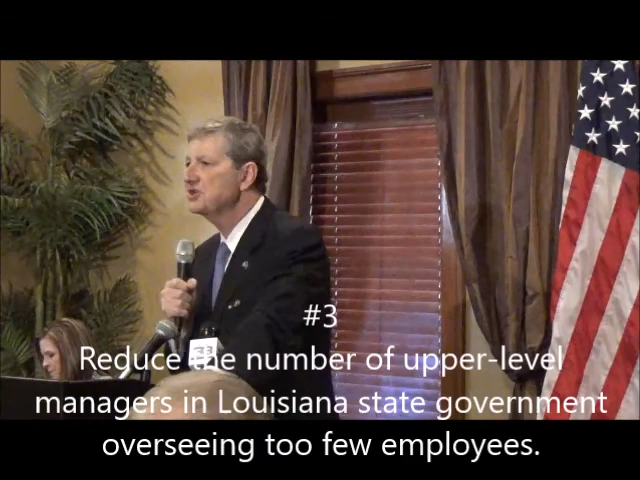 #3
Reduce the number of upper-level
managers in Louisiana state government
overseeing too few employees.